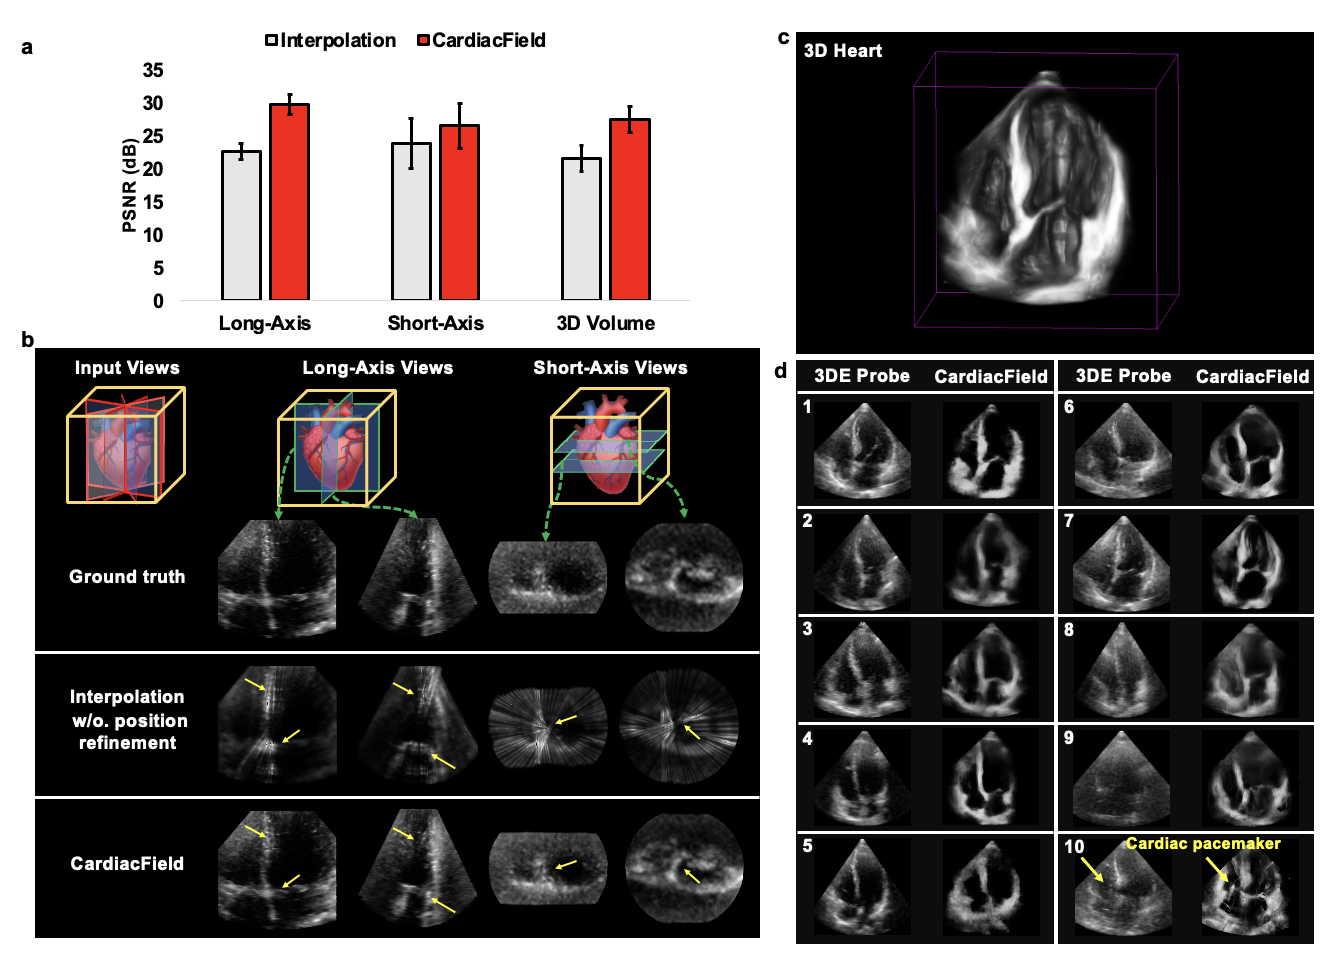 a
Interpolation CardiacField
PSNR (dB)
35
30
25
20
15
10
5
0
Long-Axis Short-Axis 3D Volume
b
Input Views Long-Axis Views Short-Axis Views
Ground truth
Interpolation
w/o. position
refinement
CardiacField
c
3D Heart
d
3DE Probe CardiacField 3DE Probe CardiacField
1
2
3
4
5
6
7
8
9
10
Cardiac pacemaker